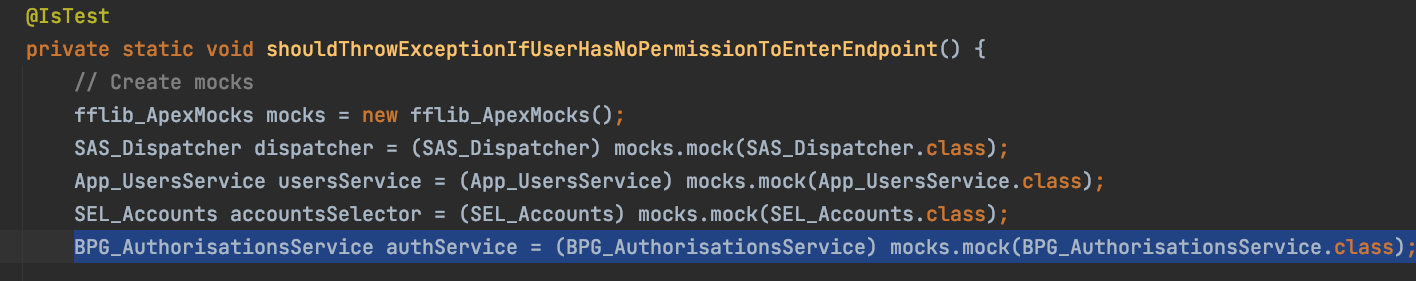 @IsTest
private static void shouldThrowExceptionIfUserHasNoPermissionToEnterEndpoint() {
// Create mocks
fflib_ApexMocks mocks = new fflib_ApexMocks();
SAS_Dispatcher dispatcher = (SAS_Dispatcher) mocks.mock(SAS_Dispatcher.class);
App_UsersService usersService = (App_UsersService) mocks.mock(App_UsersService.class);
SEL_Accounts accountsSelector = (SEL_Accounts) mocks.mock(SEL_Accounts.class);
BPG_AuthorisationsService authService = (BPG_AuthorisationsService) mocks.mock(BPG_AuthorisationsService.class);